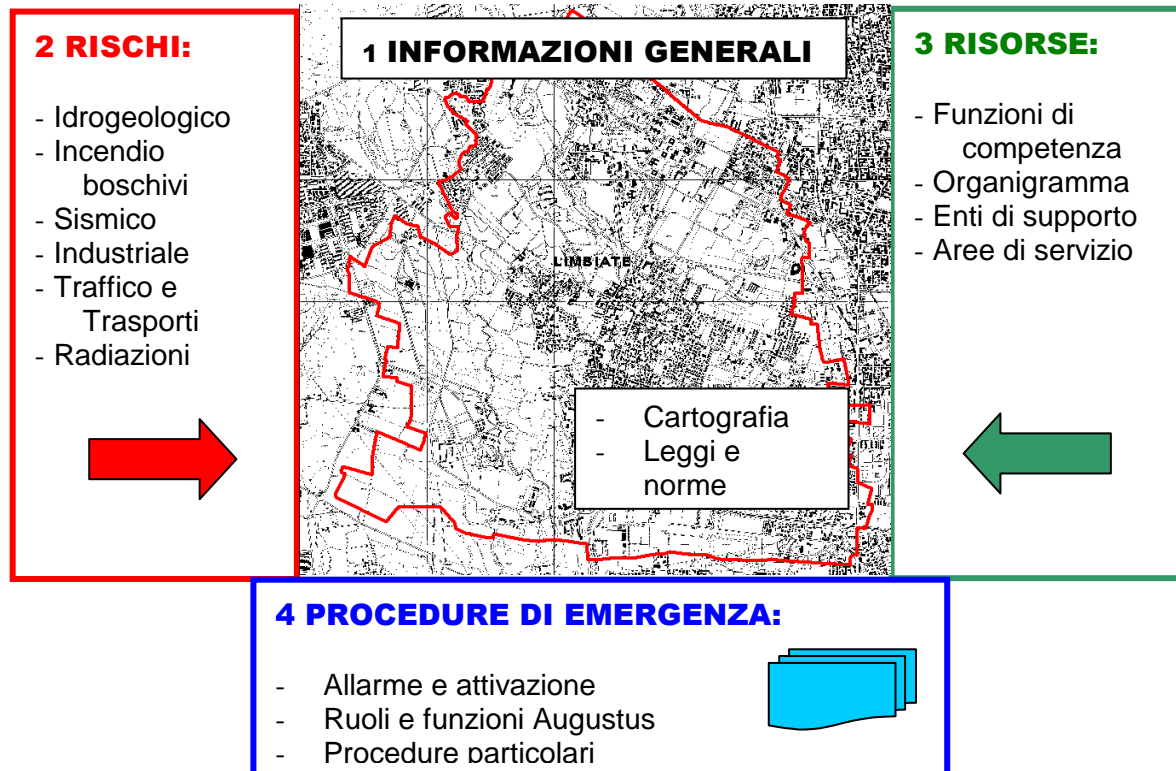 2 RISCHI:
- Idrogeologico
- Incendio
boschivi
- Sismico
- Industriale
- Traffico e
Trasporti
- Radiazioni
1 INFORMAZIONI GENERALI
LIMBIATE
- Cartografia
- Leggi e
norme
3 RISORSE:
- Funzioni di
competenza
- Organigramma
- Enti di supporto
- Aree di servizio
4 PROCEDURE DI EMERGENZA:
- Allarme e attivazione
- Ruoli e funzioni Augustus
- Procedure particolari